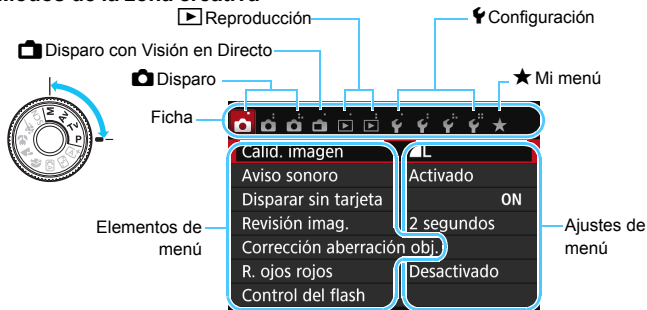 Modos de la zona creativa
Reproducción
Configuración
Disparo con Visión en Directo
Disparo
Mi menú
Ficha
M
Av
Tv
P
Calid. imagen L
Aviso sonoro Activado
Disparar sin tarjeta ON
Revisión imag. 2 segundos
Corrección aberración obj.
R. ojos rojos Desactivado
Control del flash
Elementos de
menú
Ajustes de
menú